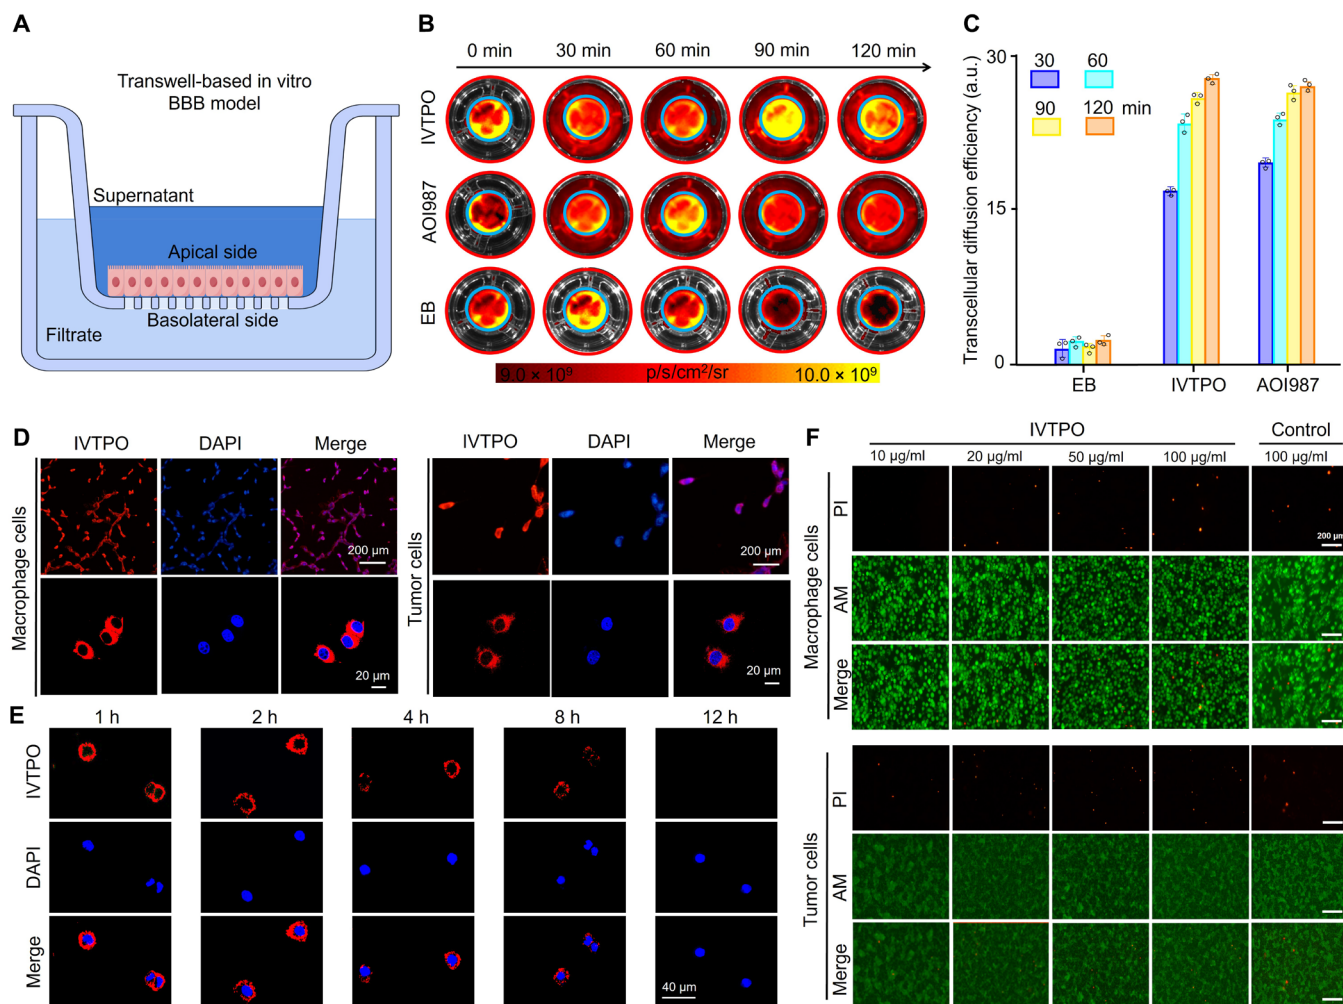 A
Transwell-based in vitro
BBB model
Supernatant
Apical side
Basolateral side
Filtrate
B
0 min 30 min 60 min 90 min 120 min
IVTPO
AOI987
EB
9.0 × 10⁹ p/s/cm²/sr 10.0 × 10⁹
C
Transcellular diffusion efficiency (a.u.)
30
15
0
30 60
90 120 min
EB IVTPO AOI987
D
IVTPO DAPI Merge
Macrophage cells
200 µm
20 µm
IVTPO DAPI Merge
Tumor cells
200 µm
20 µm
E
1 h 2 h 4 h 8 h 12 h
IVTPO
DAPI
Merge
40 µm
F
IVTPO Control
10 µg/ml 20 µg/ml 50 µg/ml 100 µg/ml 100 µg/ml
Macrophage cells
PI
200 µm
AM
Merge
Tumor cells
PI
AM
Merge